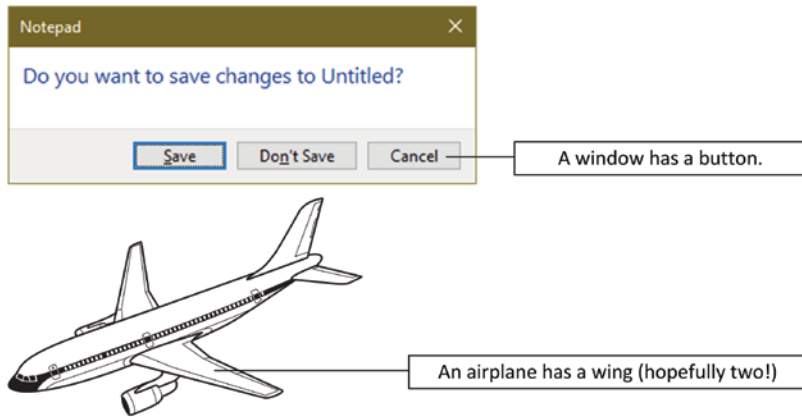 Notepad
Do you want to save changes to Untitled?
Save
Don't Save
Cancel
A window has a button.
An airplane has a wing (hopefully two!)